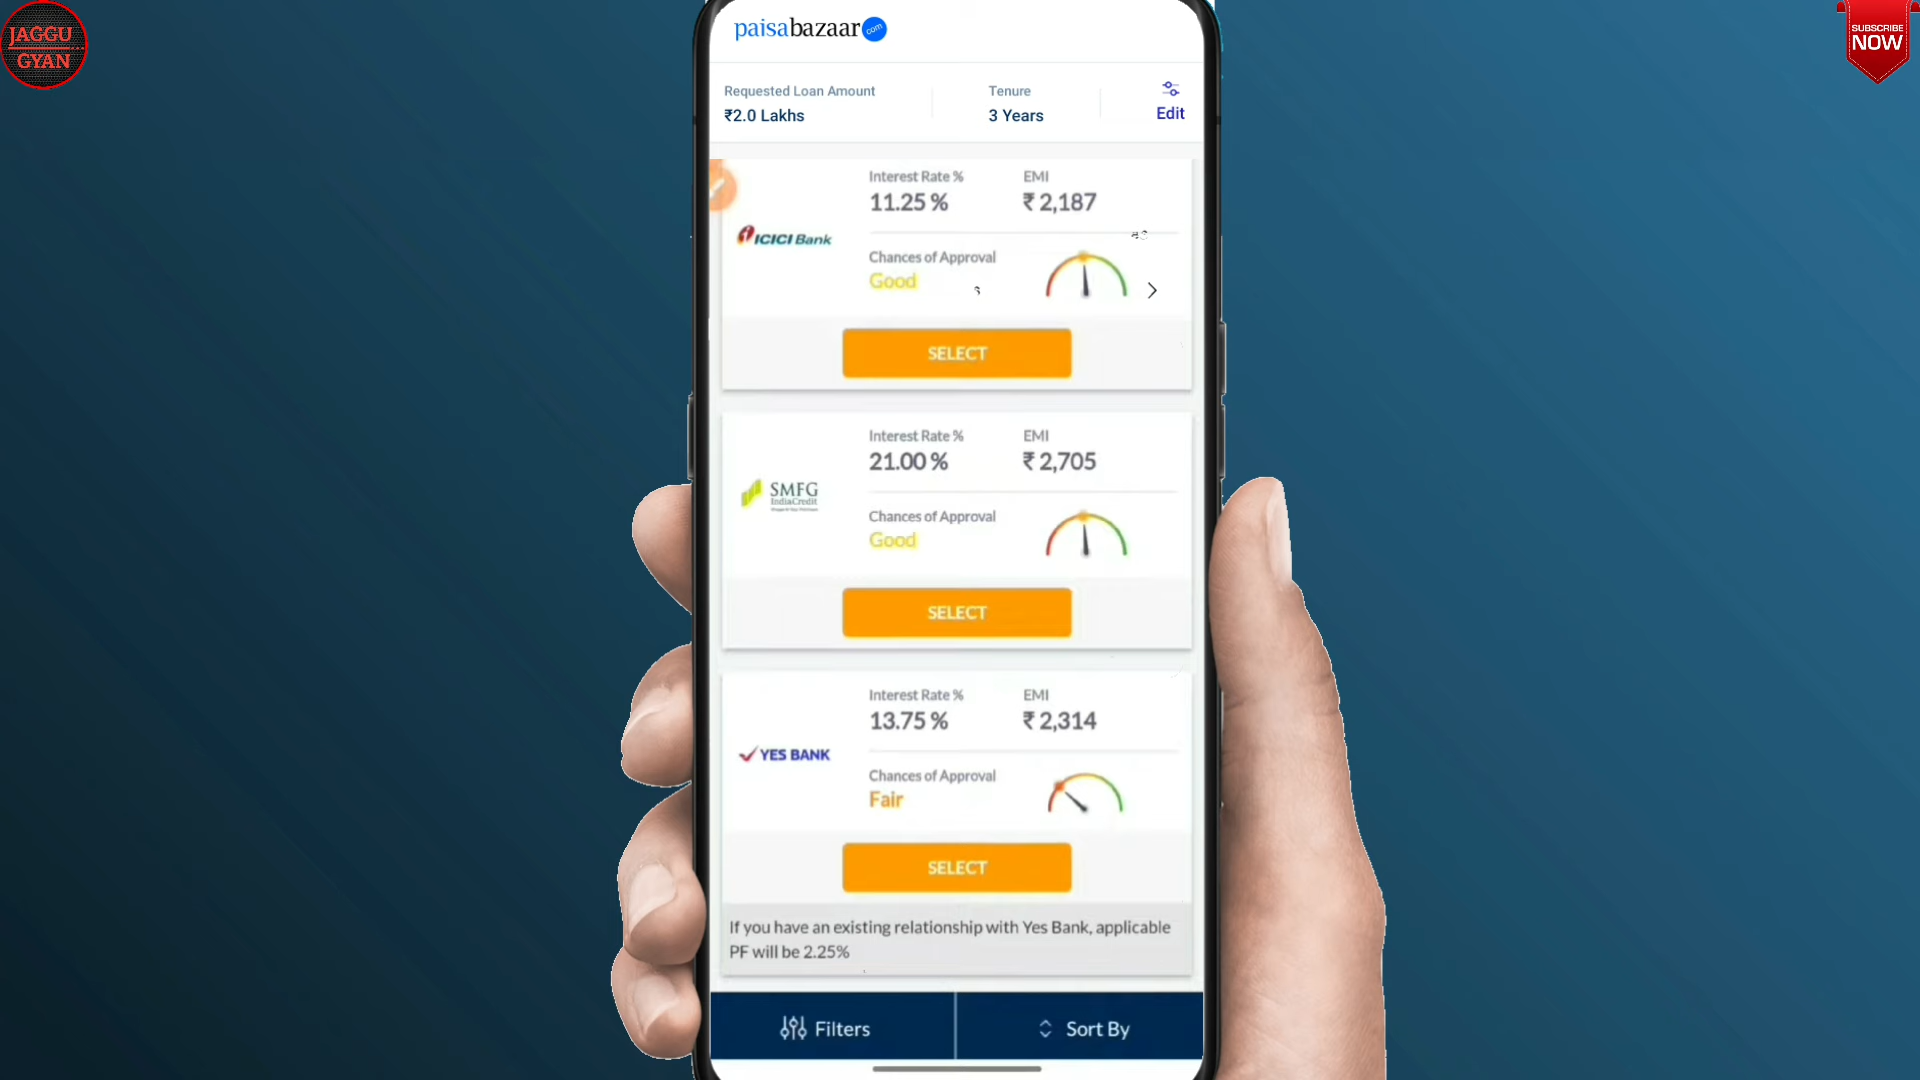 JAGGU
GYAN
SUBSCRIBE
NOW
paisabazaar com
Requested Loan Amount
₹2.0 Lakhs
Tenure
3 Years
Edit
Interest Rate %
11.25 %
EMI
₹ 2,187
ICICI Bank
Chances of Approval
Good
SELECT
Interest Rate %
21.00 %
EMI
₹ 2,705
SMFG
IndiaCredit
Chances of Approval
Good
SELECT
Interest Rate %
13.75 %
EMI
₹ 2,314
YES BANK
Chances of Approval
Fair
SELECT
If you have an existing relationship with Yes Bank, applicable
PF will be 2.25%
Filters
Sort By